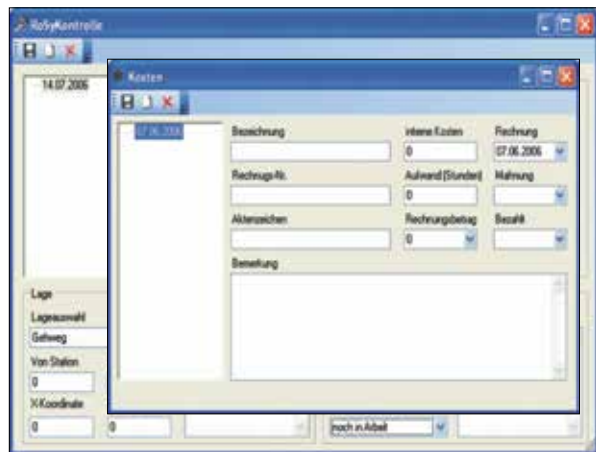 RoSyKontrolle
14.07.2006
Kosten
07.06.2006
Bezeichnung
interne Kosten
Rechnung
0
07.06.2006
Rechnugs-Nr.
Aufwand (Stunden)
Mahnung
0
Aktenzeichen
Rechnungsbetrag
Bezahlt
0
Bemerkung
Lage
Lageauswahl
Gehweg
Von Station
0
X-Koordinate
0
0
noch in Arbeit